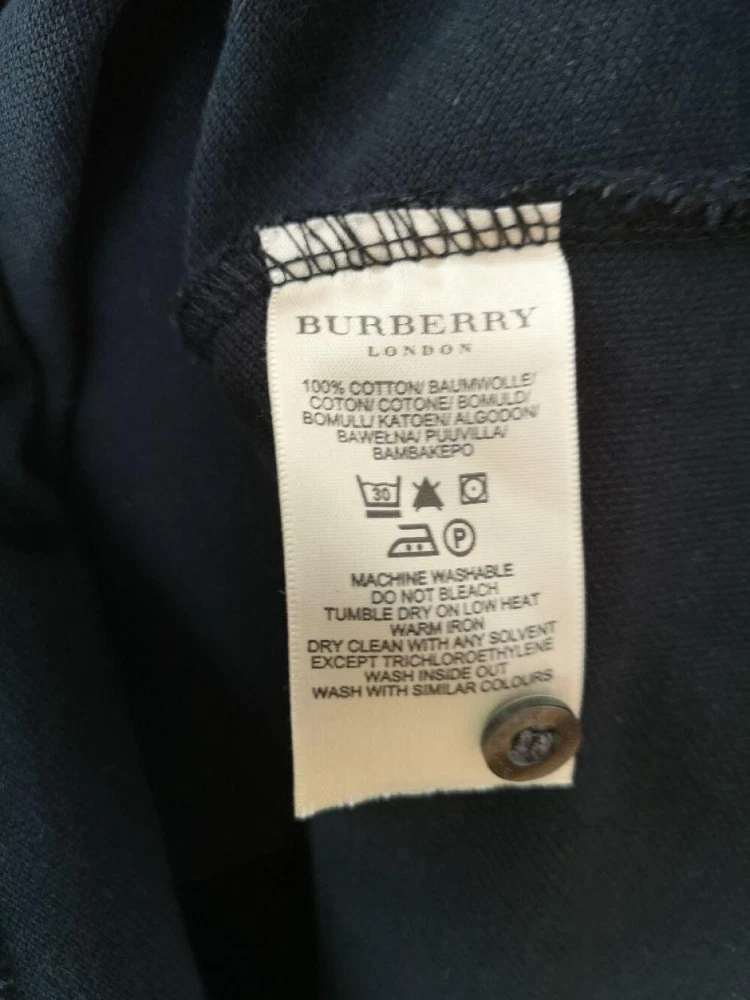 BURBERRY
LONDON
100% COTTON/ BAUMWOLLE/
COTON/ COTONE/ BOMULD/
BOMULL/ KATOEN/ ALGODON/
BAWEŁNA/ PUUVILLA/
BAMBAKEPO
30
P
MACHINE WASHABLE
DO NOT BLEACH
TUMBLE DRY ON LOW HEAT
WARM IRON
DRY CLEAN WITH ANY SOLVENT
EXCEPT TRICHLOROETHYLENE
WASH INSIDE OUT
WASH WITH SIMILAR COLOURS